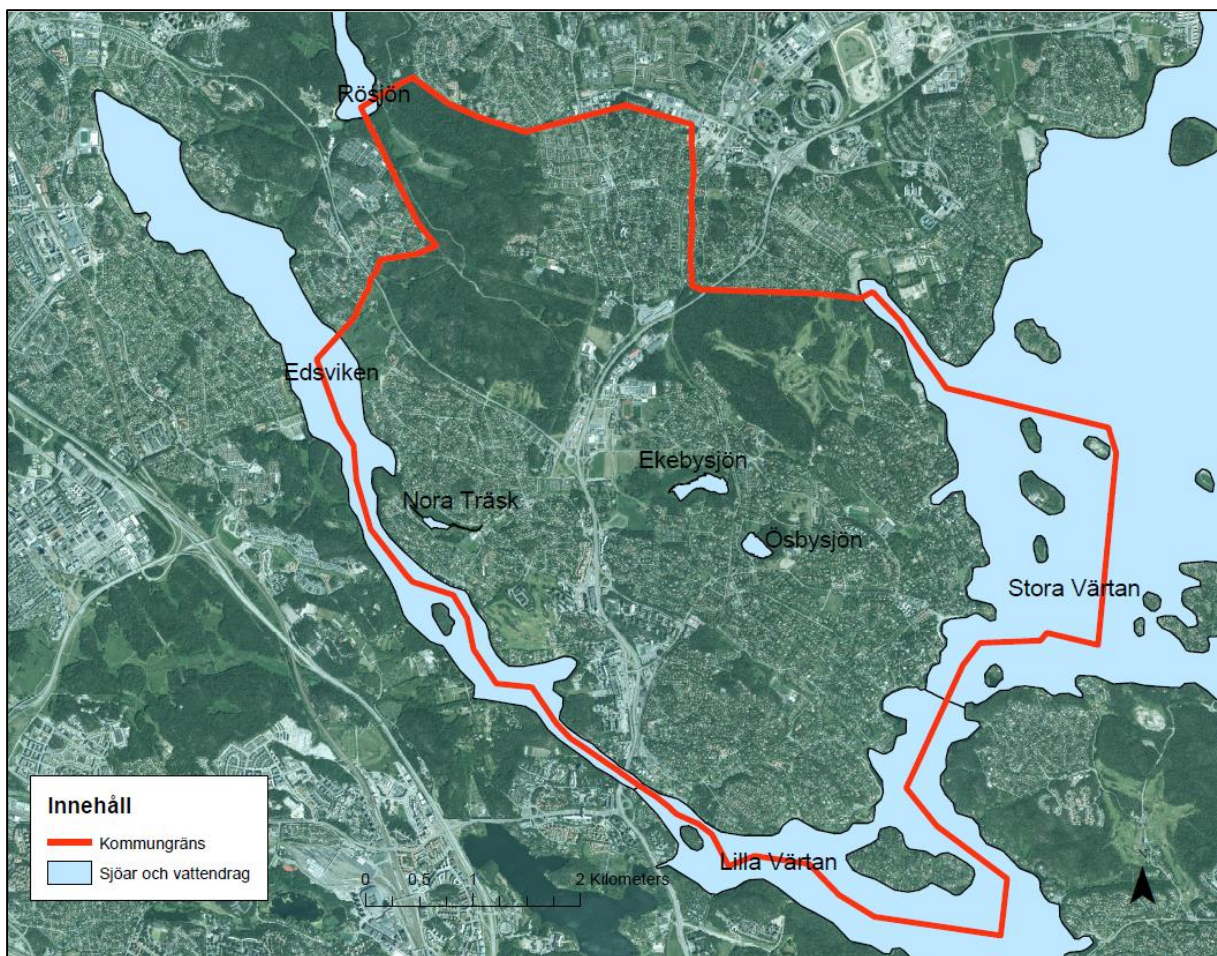 Rösjön
Edsviken
Ekebysjön
Nora Träsk
Ösbysjön
Stora Värtan
Innehåll
Kommungräns
Sjöar och vattendrag
Lilla Värtan
0 0,5 1 2 Kilometers